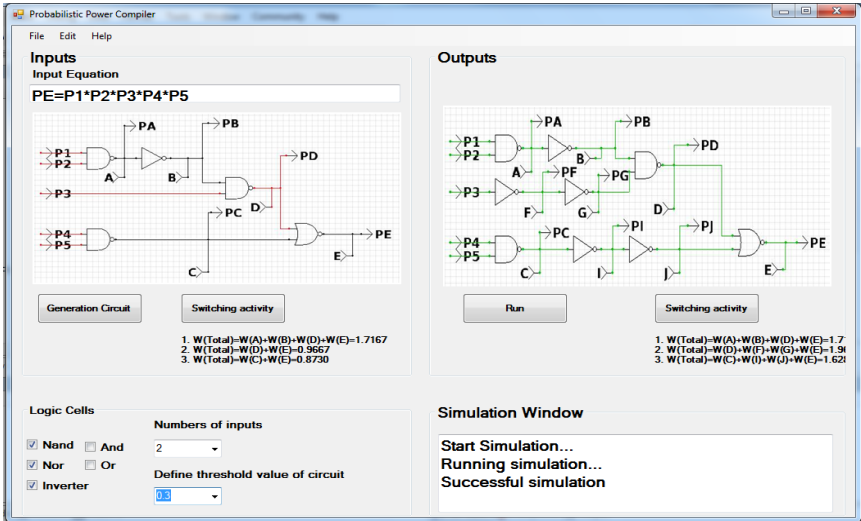 Probabilistic Power Compiler
File Edit Help
Inputs
Input Equation
PE=P1*P2*P3*P4*P5
PA
PB
P1
P2
A
B
PD
P3
D
PC
P4
P5
PE
E
C
Generation Circuit
Switching activity
1. W(Total)=W(A)+W(B)+W(D)+W(E)=1.7167
2. W(Total)=W(D)+W(E)=0.9667
3. W(Total)=W(C)+W(E)=0.8730
Outputs
PA
PB
P1
P2
PD
A
B
PF
PG
P3
F
G
D
PC
PI
PJ
P4
P5
PE
C
I
J
E
Run
Switching activity
1. W(Total)=W(A)+W(B)+W(D)+W(E)=1.7
2. W(Total)=W(D)+W(F)+W(G)+W(E)=1.9
3. W(Total)=W(C)+W(I)+W(J)+W(E)=1.628
Logic Cells
Numbers of inputs
Nand And
2
Nor Or
Define threshold value of circuit
Inverter
0.3
Simulation Window
Start Simulation...
Running simulation...
Successful simulation